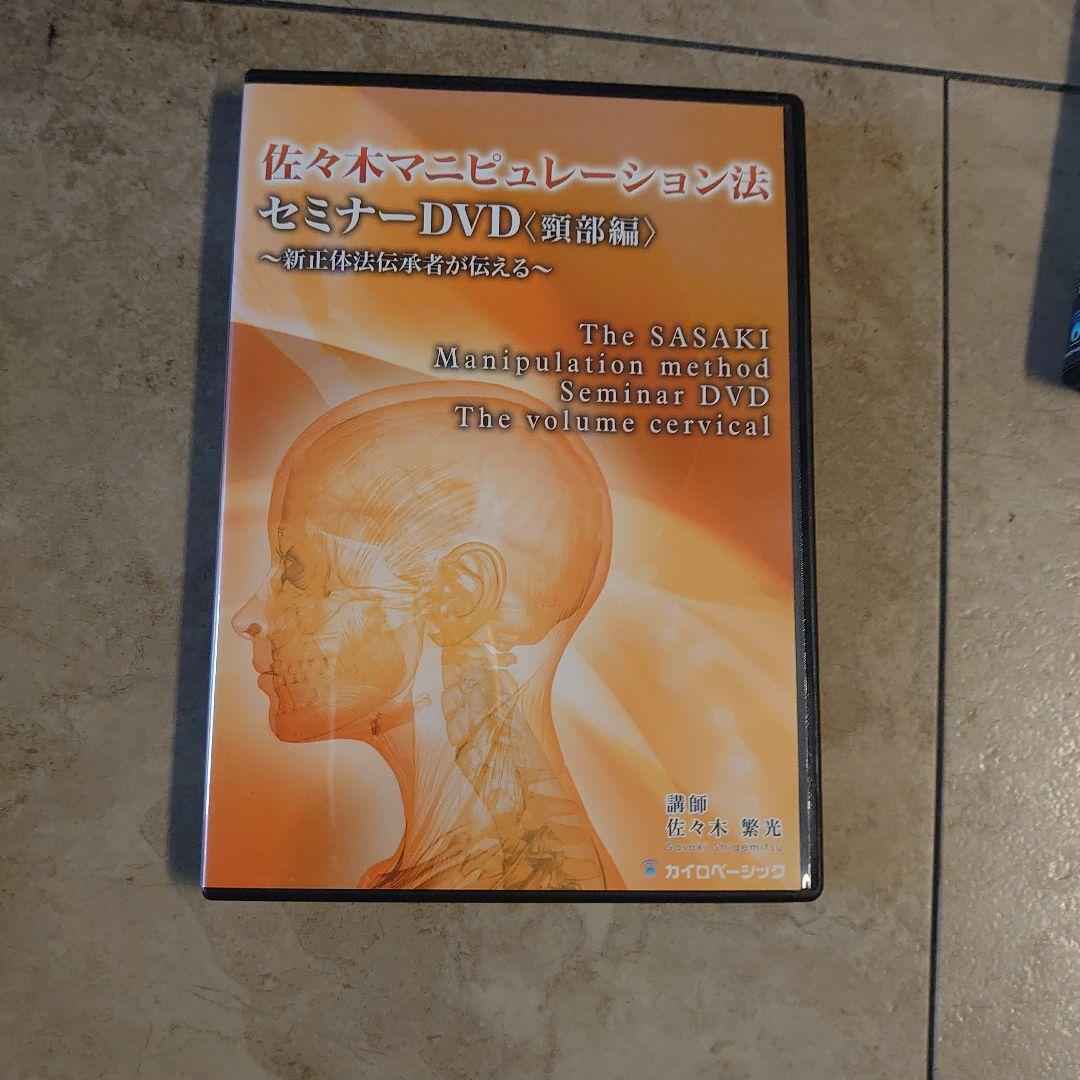 佐々木マニピュレーション法
セミナーDVD〈頸部編〉
～新正体法伝承者が伝える～
The SASAKI
Manipulation method
Seminar DVD
The volume cervical
講師
佐々木 繁光
Sasaki Shigemitsu
カイロベーシック